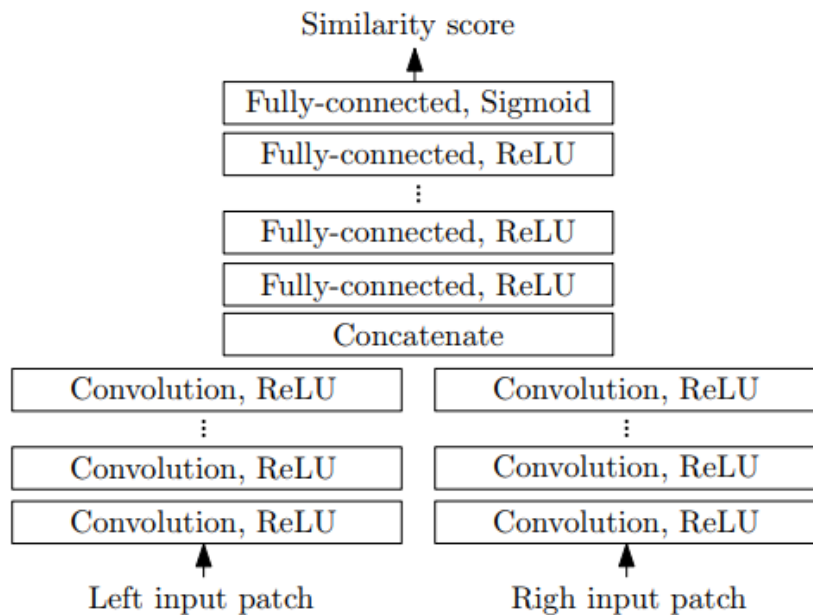 Similarity score
Fully-connected, Sigmoid
Fully-connected, ReLU
Fully-connected, ReLU
Fully-connected, ReLU
Concatenate
Convolution, ReLU
Convolution, ReLU
Convolution, ReLU
Convolution, ReLU
Convolution, ReLU
Convolution, ReLU
Left input patch
Righ input patch